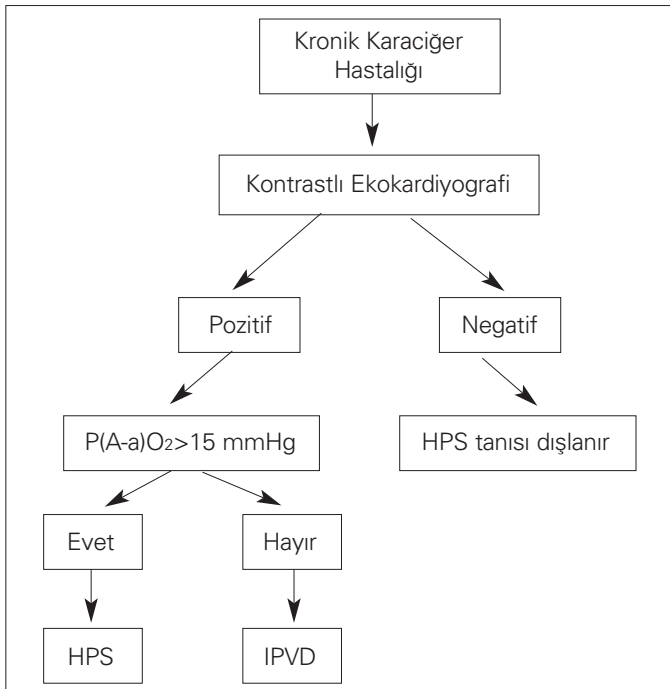 Kronik Karaciğer
Hastalığı
Kontrastlı Ekokardiyografi
Pozitif
Negatif
P(A-a)O2>15 mmHg
HPS tanısı dışlanır
Evet
Hayır
HPS
IPVD